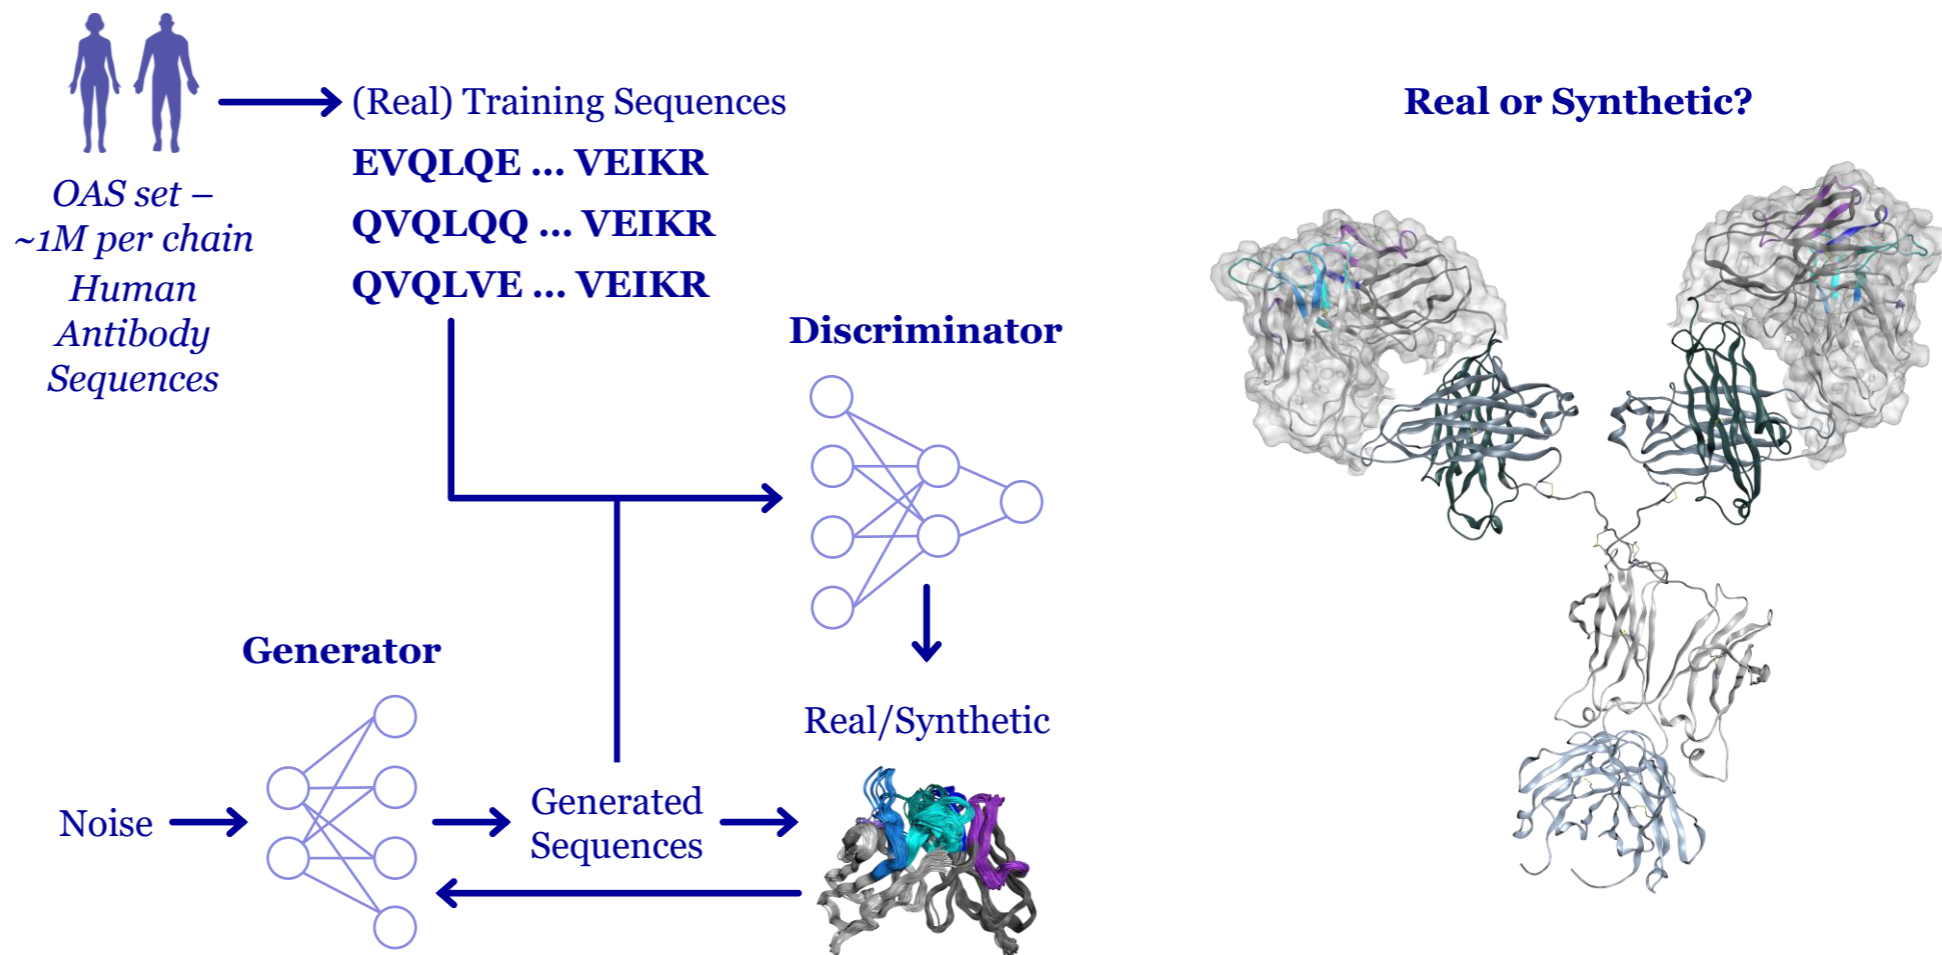 (Real) Training Sequences
EVQLQE ... VEIKR
QVQLQQ ... VEIKR
QVQLVE ... VEIKR
OAS set –
~1M per chain
Human
Antibody
Sequences
Discriminator
Generator
Real/Synthetic
Noise
Generated
Sequences
Real or Synthetic?